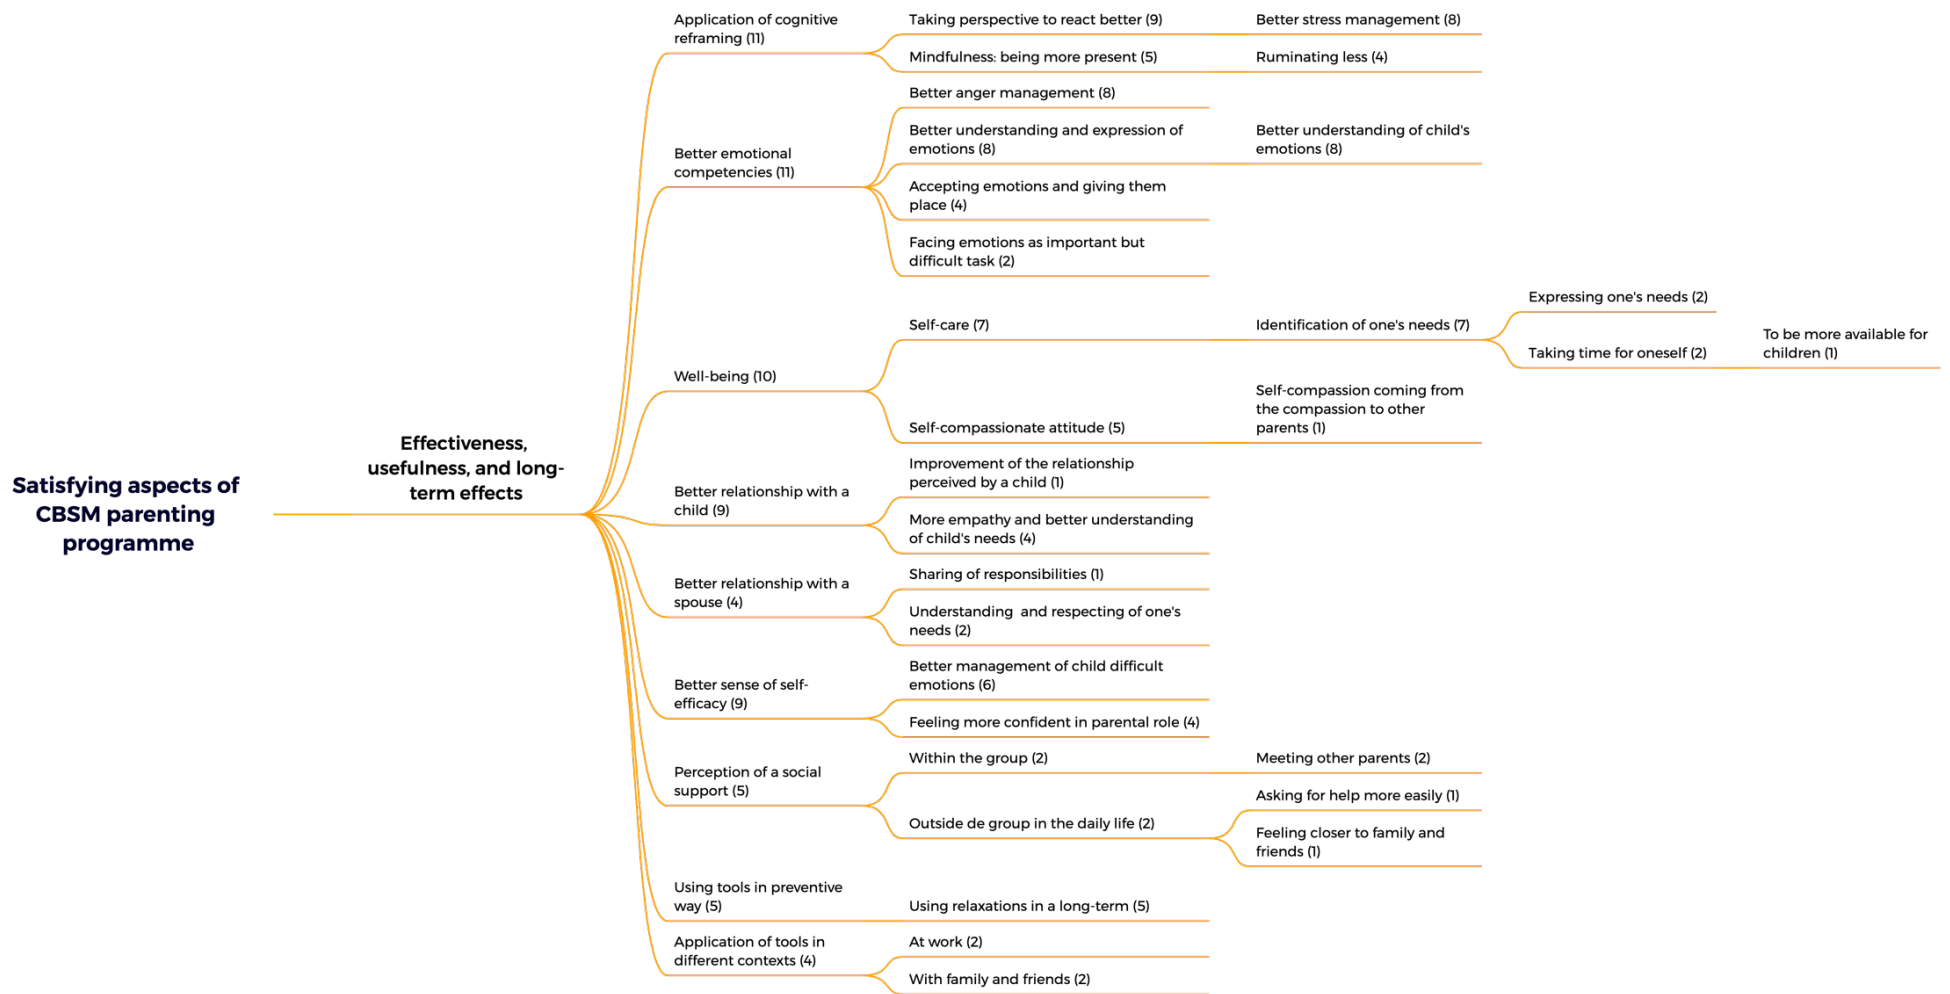 Satisfying aspects of
CBSM parenting
programme
Effectiveness,
usefulness, and long-
term effects
Application of cognitive
reframing (11)
Taking perspective to react better (9)
Better stress management (8)
Mindfulness: being more present (5)
Ruminating less (4)
Better emotional
competencies (11)
Better anger management (8)
Better understanding and expression of
emotions (8)
Better understanding of child's
emotions (8)
Accepting emotions and giving them
place (4)
Facing emotions as important but
difficult task (2)
Well-being (10)
Self-care (7)
Identification of one's needs (7)
Expressing one's needs (2)
Taking time for oneself (2)
To be more available for
children (1)
Self-compassionate attitude (5)
Self-compassion coming from
the compassion to other
parents (1)
Better relationship with a
child (9)
Improvement of the relationship
perceived by a child (1)
More empathy and better understanding
of child's needs (4)
Better relationship with a
spouse (4)
Sharing of responsibilities (1)
Understanding  and respecting of one's
needs (2)
Better sense of self-
efficacy (9)
Better management of child difficult
emotions (6)
Feeling more confident in parental role (4)
Perception of a social
support (5)
Within the group (2)
Meeting other parents (2)
Outside de group in the daily life (2)
Asking for help more easily (1)
Feeling closer to family and
friends (1)
Using tools in preventive
way (5)
Using relaxations in a long-term (5)
Application of tools in
different contexts (4)
At work (2)
With family and friends (2)